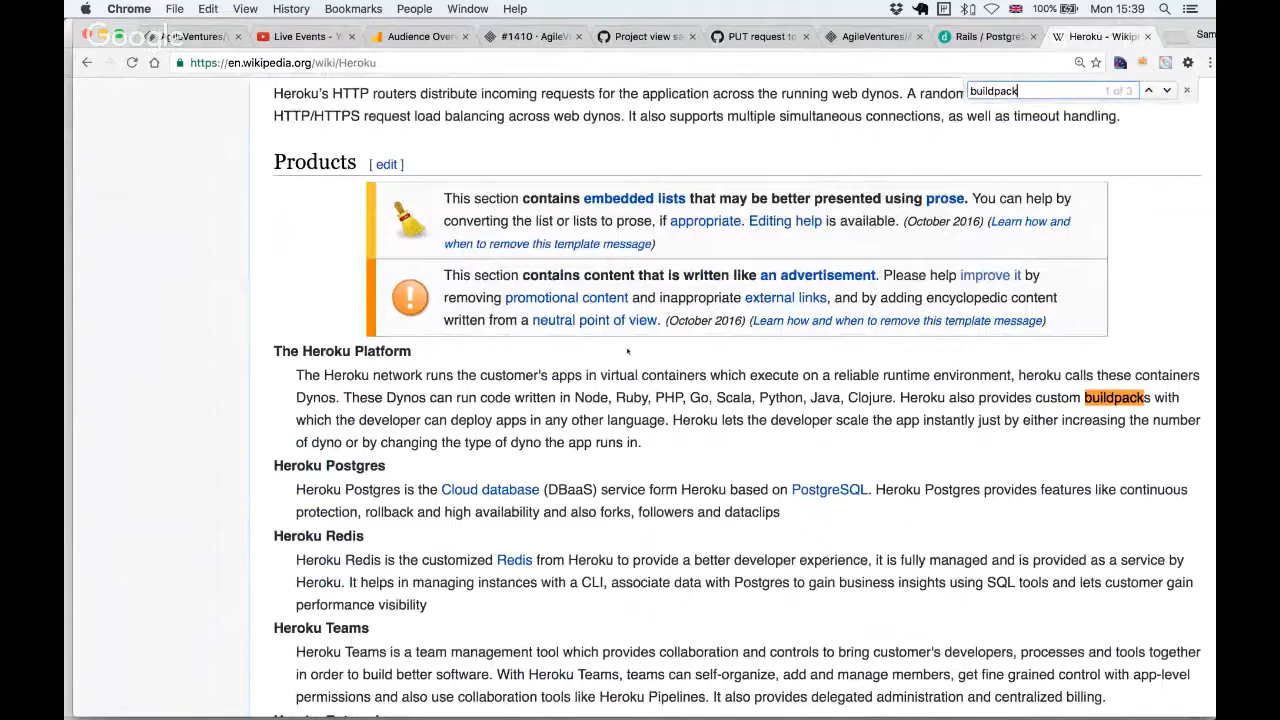 Chrome File Edit View History Bookmarks People Window Help 100% Mon 15:39
Google
AgileVentures/ Live Events - Y Audience Over #1410 · AgileV Project view sa PUT request to AgileVentures/ Rails / Postgres Heroku - Wikip Sam
https://en.wikipedia.org/wiki/Heroku
buildpack 1 of 3
Heroku's HTTP routers distribute incoming requests for the application across the running web dynos. A random
HTTP/HTTPS request load balancing across web dynos. It also supports multiple simultaneous connections, as well as timeout handling.
Products [ edit ]
This section contains embedded lists that may be better presented using prose. You can help by
converting the list or lists to prose, if appropriate. Editing help is available. (October 2016) (Learn how and
when to remove this template message)
This section contains content that is written like an advertisement. Please help improve it by
removing promotional content and inappropriate external links, and by adding encyclopedic content
written from a neutral point of view. (October 2016) (Learn how and when to remove this template message)
The Heroku Platform
The Heroku network runs the customer's apps in virtual containers which execute on a reliable runtime environment, heroku calls these containers
Dynos. These Dynos can run code written in Node, Ruby, PHP, Go, Scala, Python, Java, Clojure. Heroku also provides custom buildpacks with
which the developer can deploy apps in any other language. Heroku lets the developer scale the app instantly just by either increasing the number
of dyno or by changing the type of dyno the app runs in.
Heroku Postgres
Heroku Postgres is the Cloud database (DBaaS) service form Heroku based on PostgreSQL. Heroku Postgres provides features like continuous
protection, rollback and high availability and also forks, followers and dataclips
Heroku Redis
Heroku Redis is the customized Redis from Heroku to provide a better developer experience, it is fully managed and is provided as a service by
Heroku. It helps in managing instances with a CLI, associate data with Postgres to gain business insights using SQL tools and lets customer gain
performance visibility
Heroku Teams
Heroku Teams is a team management tool which provides collaboration and controls to bring customer's developers, processes and tools together
in order to build better software. With Heroku Teams, teams can self-organize, add and manage members, get fine grained control with app-level
permissions and also use collaboration tools like Heroku Pipelines. It also provides delegated administration and centralized billing.